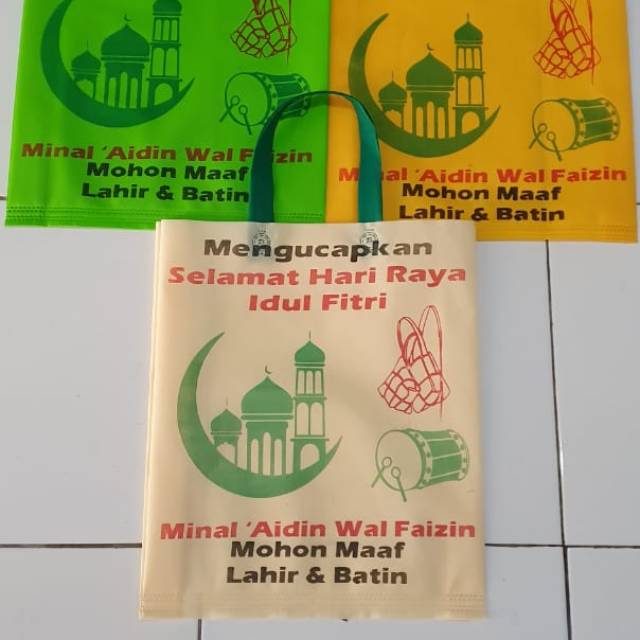 Minal 'Aidin Wal Faizin
Mohon Maaf
Lahir & Batin
Minal 'Aidin Wal Faizin
Mohon Maaf
Lahir & Batin
Mengucapkan
Selamat Hari Raya
Idul Fitri
Minal 'Aidin Wal Faizin
Mohon Maaf
Lahir & Batin